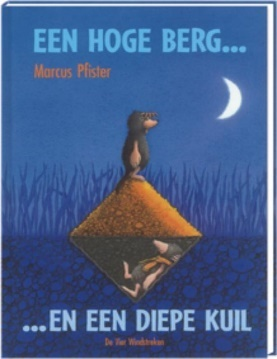 EEN HOGE BERG...
Marcus Pfister
...EN EEN DIEPE KUIL
De Vier Windstreken